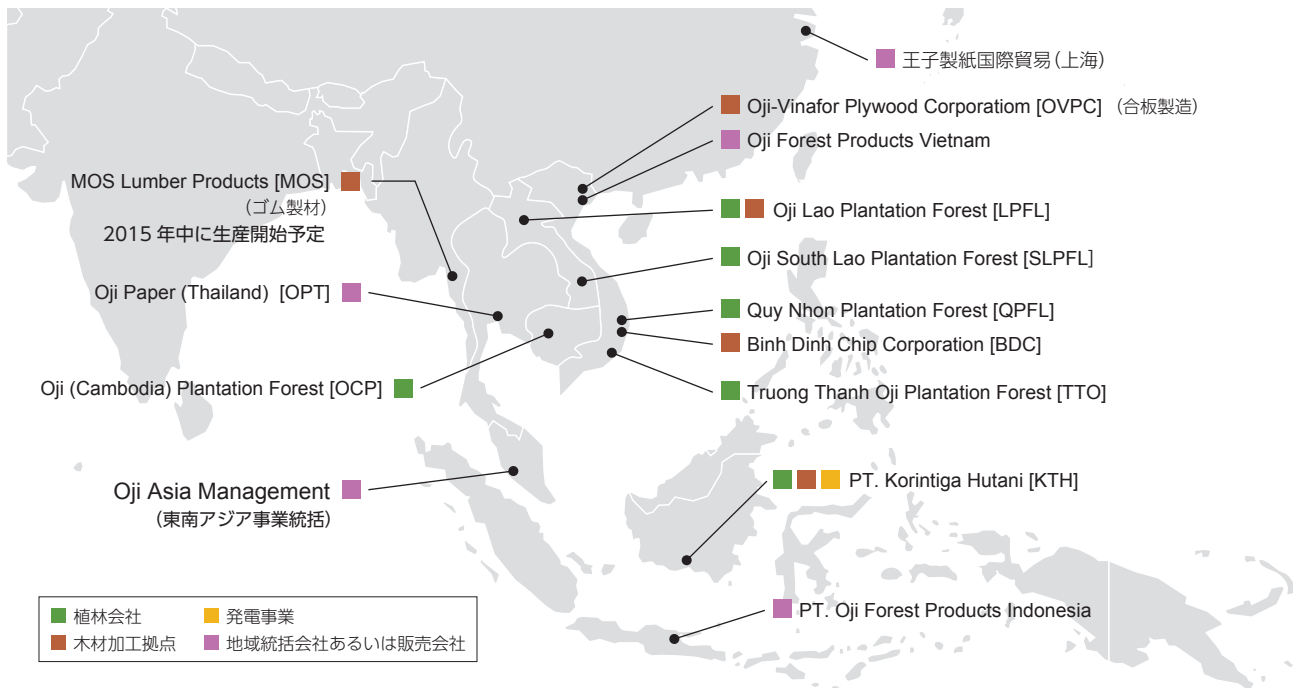 王子製紙国際貿易(上海)
Oji-Vinafor Plywood Corporatiom [OVPC] (合板製造)
Oji Forest Products Vietnam
MOS Lumber Products [MOS]
(ゴム製材)
2015年中に生産開始予定
Oji Lao Plantation Forest [LPFL]
Oji South Lao Plantation Forest [SLPFL]
Oji Paper (Thailand) [OPT]
Quy Nhon Plantation Forest [QPFL]
Binh Dinh Chip Corporation [BDC]
Oji (Cambodia) Plantation Forest [OCP]
Truong Thanh Oji Plantation Forest [TTO]
Oji Asia Management
(東南アジア事業統括)
PT. Korintiga Hutani [KTH]
PT. Oji Forest Products Indonesia
植林会社 発電事業
木材加工拠点 地域統括会社あるいは販売会社